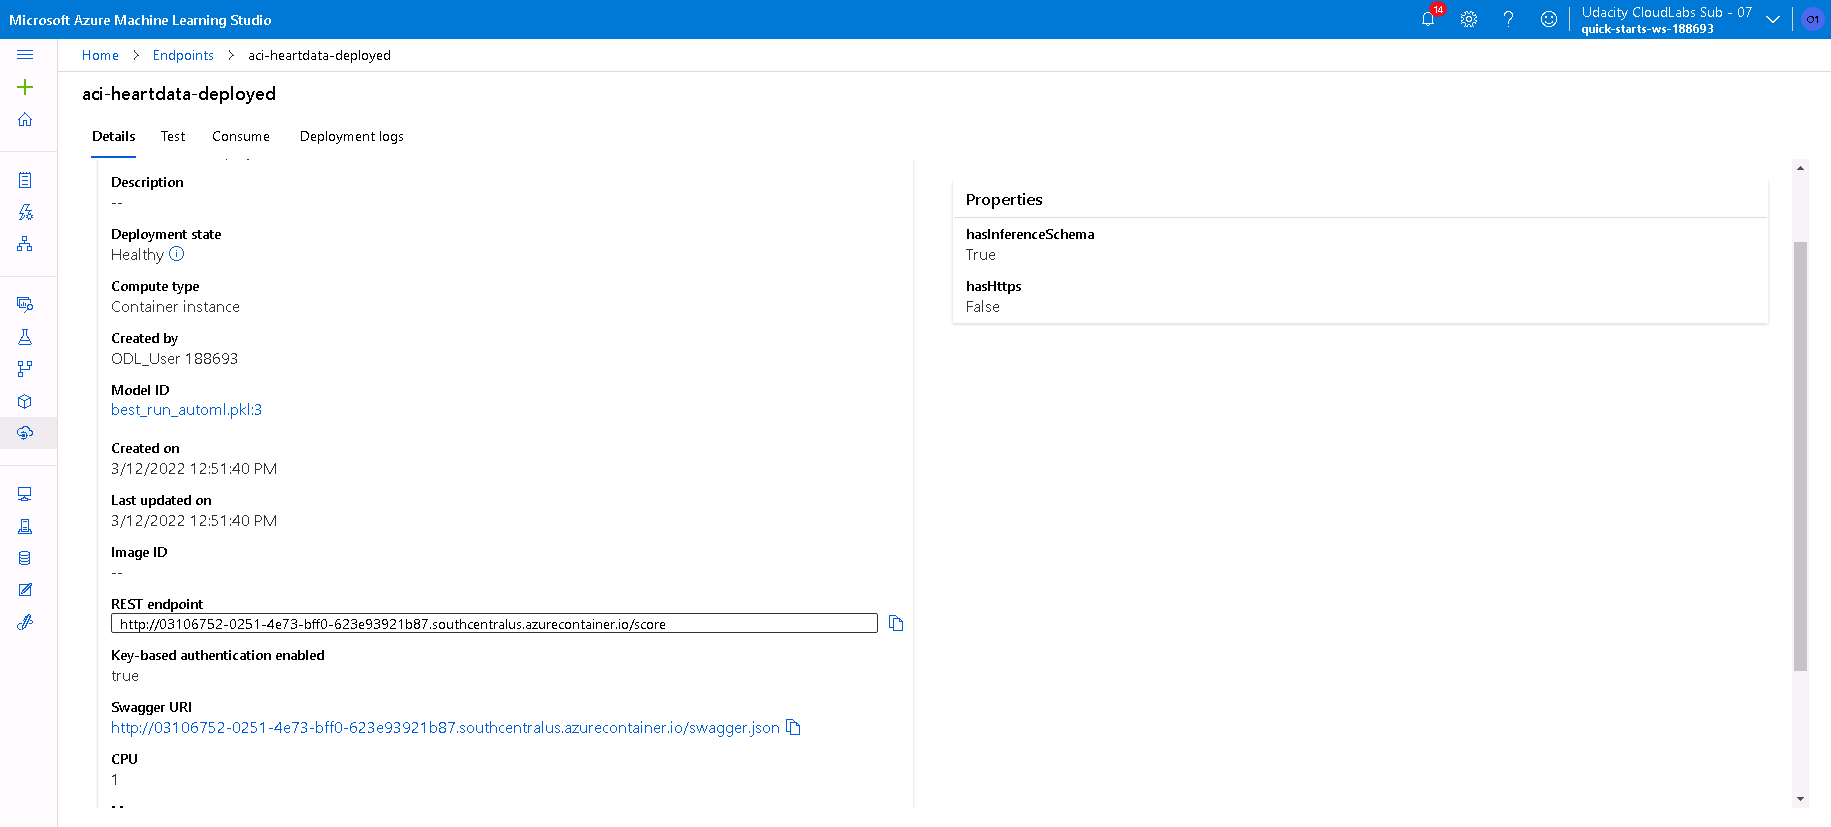 Microsoft Azure Machine Learning Studio
14
Udacity CloudLabs Sub - 07
quick-starts-ws-188693
O1
Home > Endpoints > aci-heartdata-deployed
aci-heartdata-deployed
Details Test Consume Deployment logs
Description
--
Deployment state
Healthy
Compute type
Container instance
Created by
ODL_User 188693
Model ID
best_run_automl.pkl:3
Created on
3/12/2022 12:51:40 PM
Last updated on
3/12/2022 12:51:40 PM
Image ID
--
REST endpoint
http://03106752-0251-4e73-bff0-623e93921b87.southcentralus.azurecontainer.io/score
Key-based authentication enabled
true
Swagger URI
http://03106752-0251-4e73-bff0-623e93921b87.southcentralus.azurecontainer.io/swagger.json
CPU
1
Properties
hasInferenceSchema
True
hasHttps
False